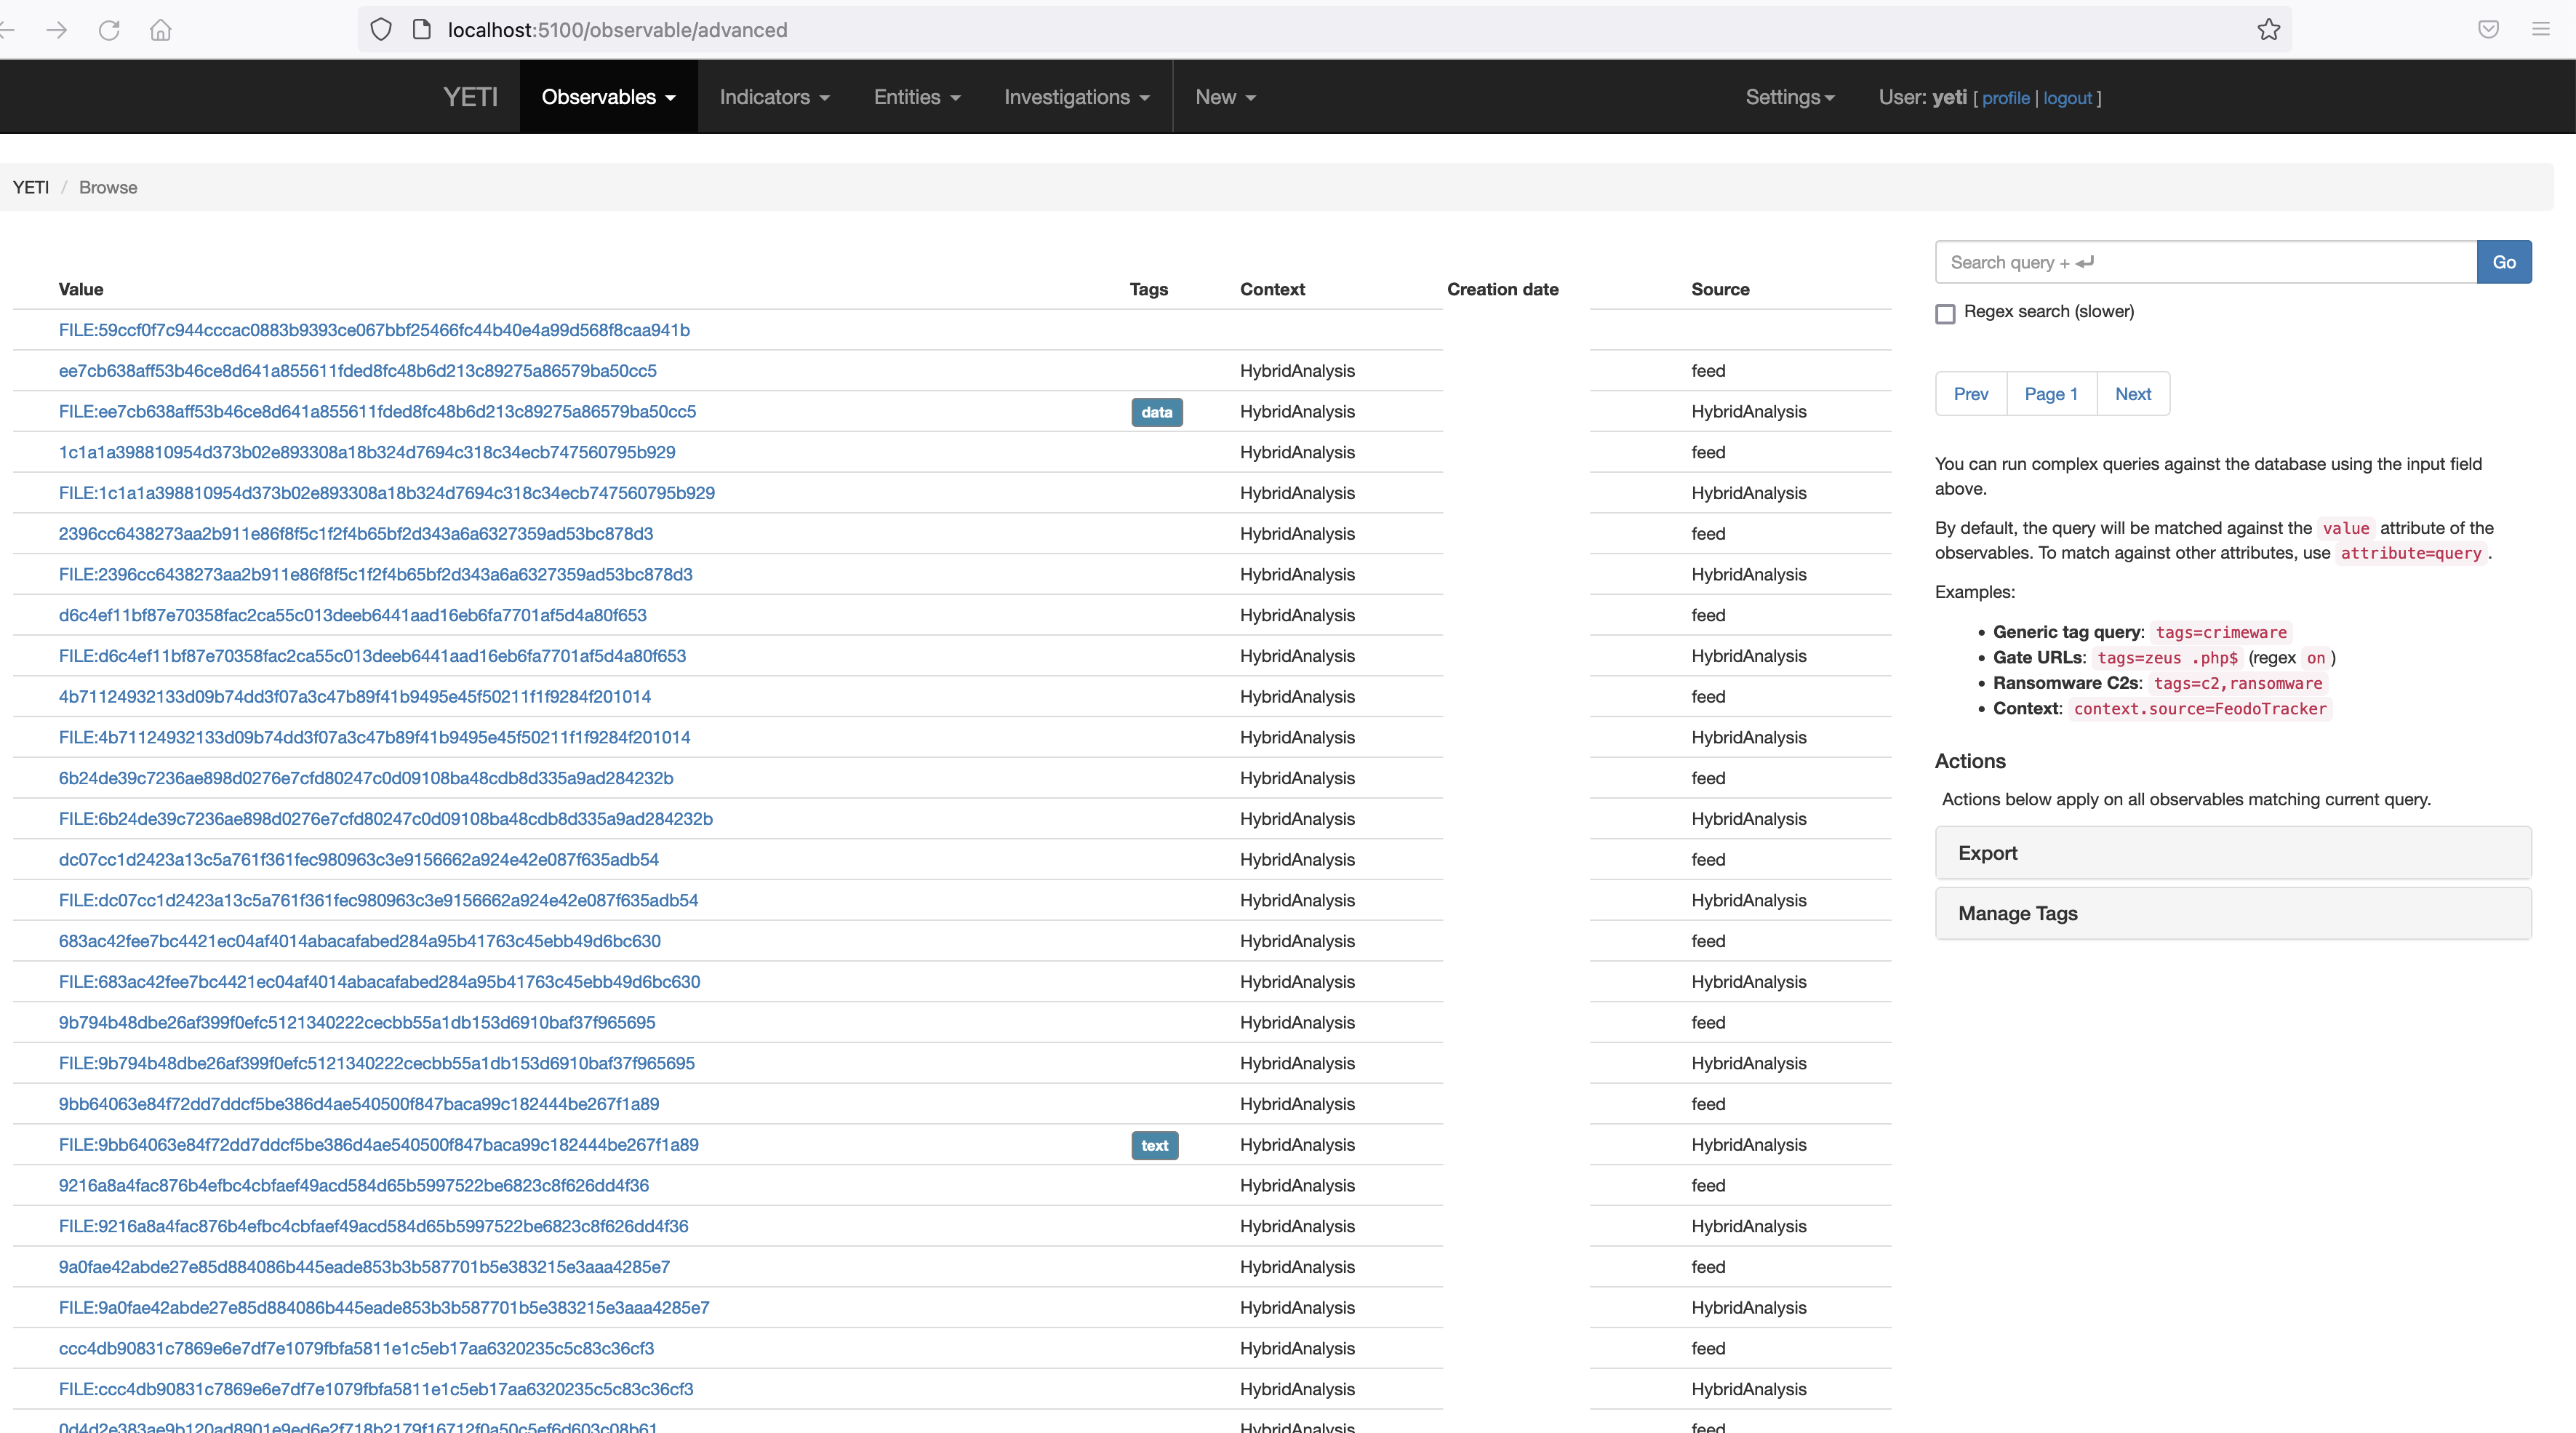 localhost:5100/observable/advanced
YETI Observables Indicators Entities Investigations New Settings User: yeti [ profile | logout ]
YETI / Browse
Value Tags Context Creation date Source
FILE:59ccf0f7c944cccac0883b9393ce067bbf25466fc44b40e4a99d568f8caa941b
ee7cb638aff53b46ce8d641a855611fded8fc48b6d213c89275a86579ba50cc5 HybridAnalysis feed
FILE:ee7cb638aff53b46ce8d641a855611fded8fc48b6d213c89275a86579ba50cc5 data HybridAnalysis HybridAnalysis
1c1a1a398810954d373b02e893308a18b324d7694c318c34ecb747560795b929 HybridAnalysis feed
FILE:1c1a1a398810954d373b02e893308a18b324d7694c318c34ecb747560795b929 HybridAnalysis HybridAnalysis
2396cc6438273aa2b911e86f8f5c1f2f4b65bf2d343a6a6327359ad53bc878d3 HybridAnalysis feed
FILE:2396cc6438273aa2b911e86f8f5c1f2f4b65bf2d343a6a6327359ad53bc878d3 HybridAnalysis HybridAnalysis
d6c4ef11bf87e70358fac2ca55c013deeb6441aad16eb6fa7701af5d4a80f653 HybridAnalysis feed
FILE:d6c4ef11bf87e70358fac2ca55c013deeb6441aad16eb6fa7701af5d4a80f653 HybridAnalysis HybridAnalysis
4b71124932133d09b74dd3f07a3c47b89f41b9495e45f50211f1f9284f201014 HybridAnalysis feed
FILE:4b71124932133d09b74dd3f07a3c47b89f41b9495e45f50211f1f9284f201014 HybridAnalysis HybridAnalysis
6b24de39c7236ae898d0276e7cfd80247c0d09108ba48cdb8d335a9ad284232b HybridAnalysis feed
FILE:6b24de39c7236ae898d0276e7cfd80247c0d09108ba48cdb8d335a9ad284232b HybridAnalysis HybridAnalysis
dc07cc1d2423a13c5a761f361fec980963c3e9156662a924e42e087f635adb54 HybridAnalysis feed
FILE:dc07cc1d2423a13c5a761f361fec980963c3e9156662a924e42e087f635adb54 HybridAnalysis HybridAnalysis
683ac42fee7bc4421ec04af4014abacafabed284a95b41763c45ebb49d6bc630 HybridAnalysis feed
FILE:683ac42fee7bc4421ec04af4014abacafabed284a95b41763c45ebb49d6bc630 HybridAnalysis HybridAnalysis
9b794b48dbe26af399f0efc5121340222cecbb55a1db153d6910baf37f965695 HybridAnalysis feed
FILE:9b794b48dbe26af399f0efc5121340222cecbb55a1db153d6910baf37f965695 HybridAnalysis HybridAnalysis
9bb64063e84f72dd7ddcf5be386d4ae540500f847baca99c182444be267f1a89 HybridAnalysis feed
FILE:9bb64063e84f72dd7ddcf5be386d4ae540500f847baca99c182444be267f1a89 text HybridAnalysis HybridAnalysis
9216a8a4fac876b4efbc4cbfaef49acd584d65b5997522be6823c8f626dd4f36 HybridAnalysis feed
FILE:9216a8a4fac876b4efbc4cbfaef49acd584d65b5997522be6823c8f626dd4f36 HybridAnalysis HybridAnalysis
9a0fae42abde27e85d884086b445eade853b3b587701b5e383215e3aaa4285e7 HybridAnalysis feed
FILE:9a0fae42abde27e85d884086b445eade853b3b587701b5e383215e3aaa4285e7 HybridAnalysis HybridAnalysis
ccc4db90831c7869e6e7df7e1079fbfa5811e1c5eb17aa6320235c5c83c36cf3 HybridAnalysis feed
FILE:ccc4db90831c7869e6e7df7e1079fbfa5811e1c5eb17aa6320235c5c83c36cf3 HybridAnalysis HybridAnalysis
0d4d2e383ae9b120ad8901e9ed6e2f718b2179f16712f0a50c5ef6d603c08b61 HybridAnalysis feed
Search query + Go
Regex search (slower)
Prev Page 1 Next
You can run complex queries against the database using the input field
above.
By default, the query will be matched against the value attribute of the
observables. To match against other attributes, use attribute=query .
Examples:
• Generic tag query: tags=crimeware
• Gate URLs: tags=zeus .php$ (regex on )
• Ransomware C2s: tags=c2,ransomware
• Context: context.source=FeodoTracker
Actions
Actions below apply on all observables matching current query.
Export
Manage Tags